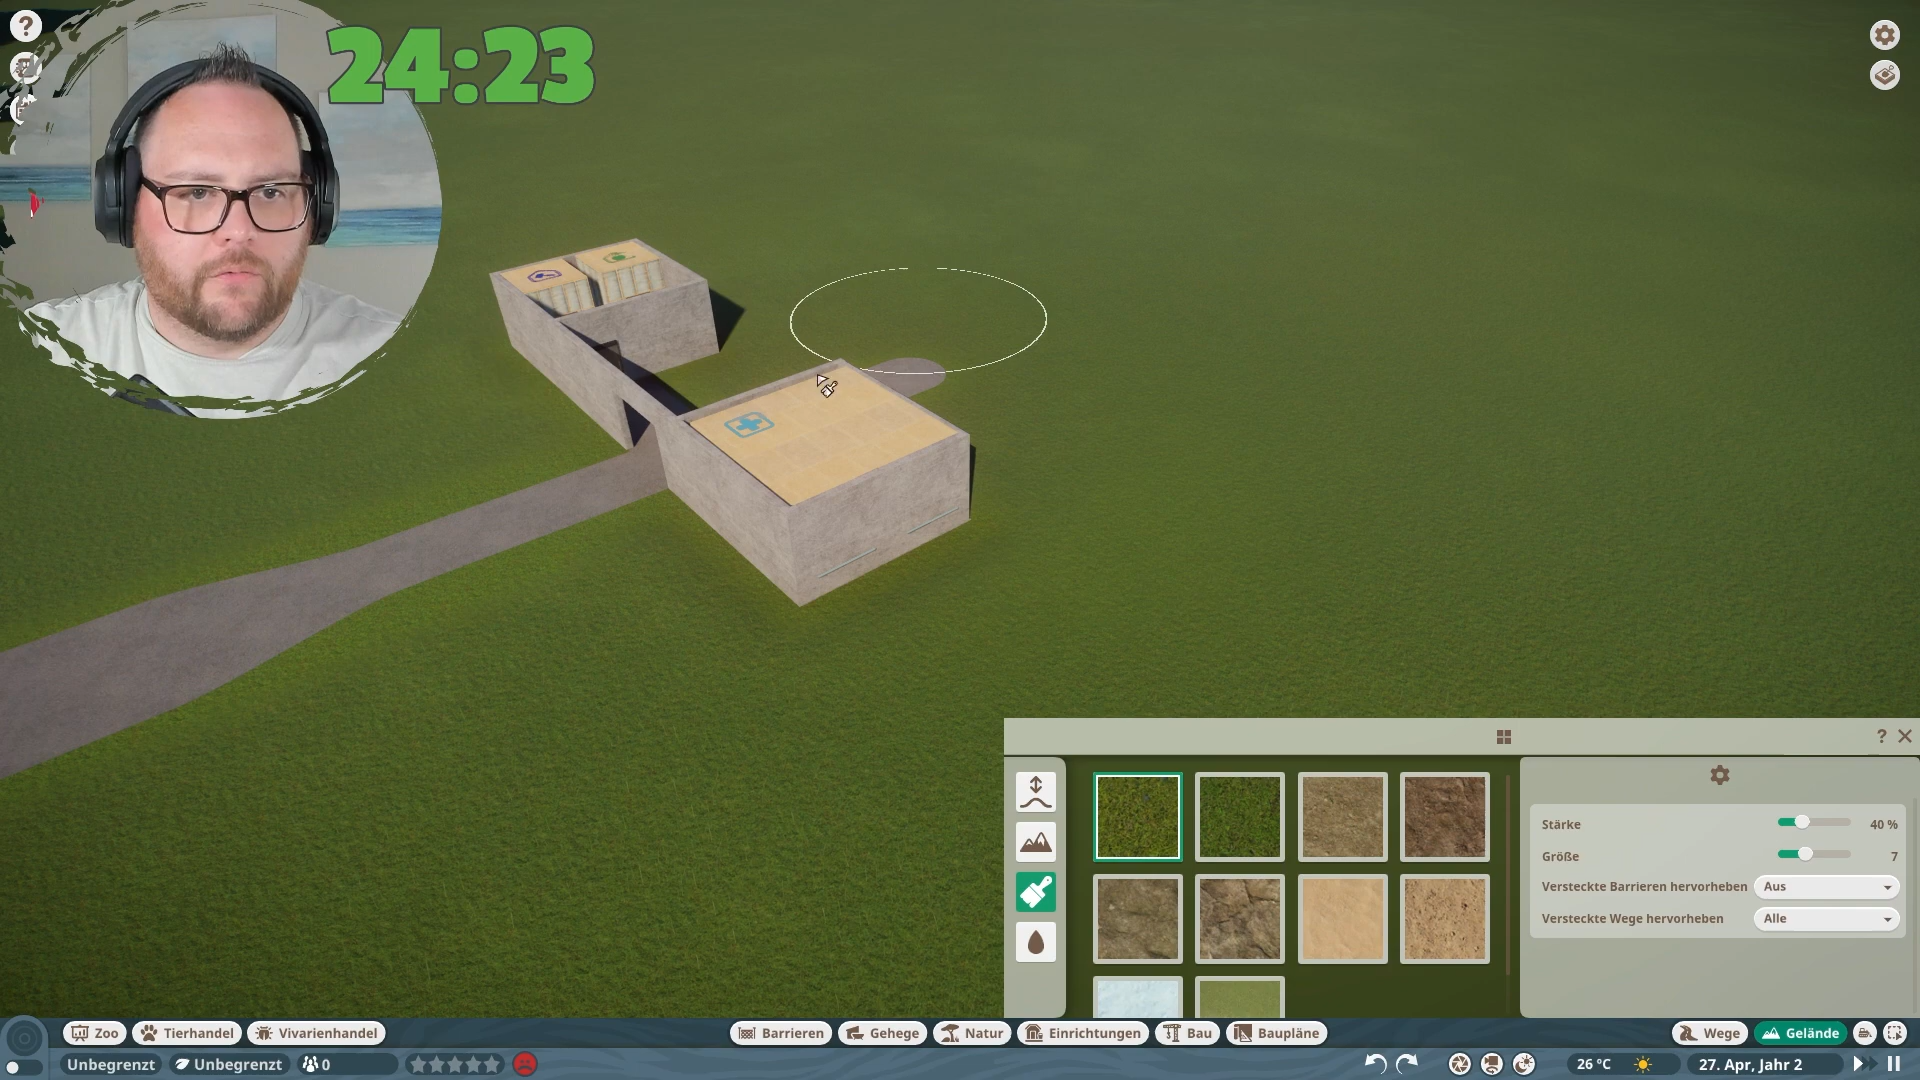 24:23
Stärke 40 %
Größe 7
Versteckte Barrieren hervorheben Aus
Versteckte Wege hervorheben Alle
Zoo Tierhandel Vivarienhandel Barrieren Gehege Natur Einrichtungen Bau Baupläne Wege Gelände
Unbegrenzt Unbegrenzt 0 26 °C 27. Apr, Jahr 2